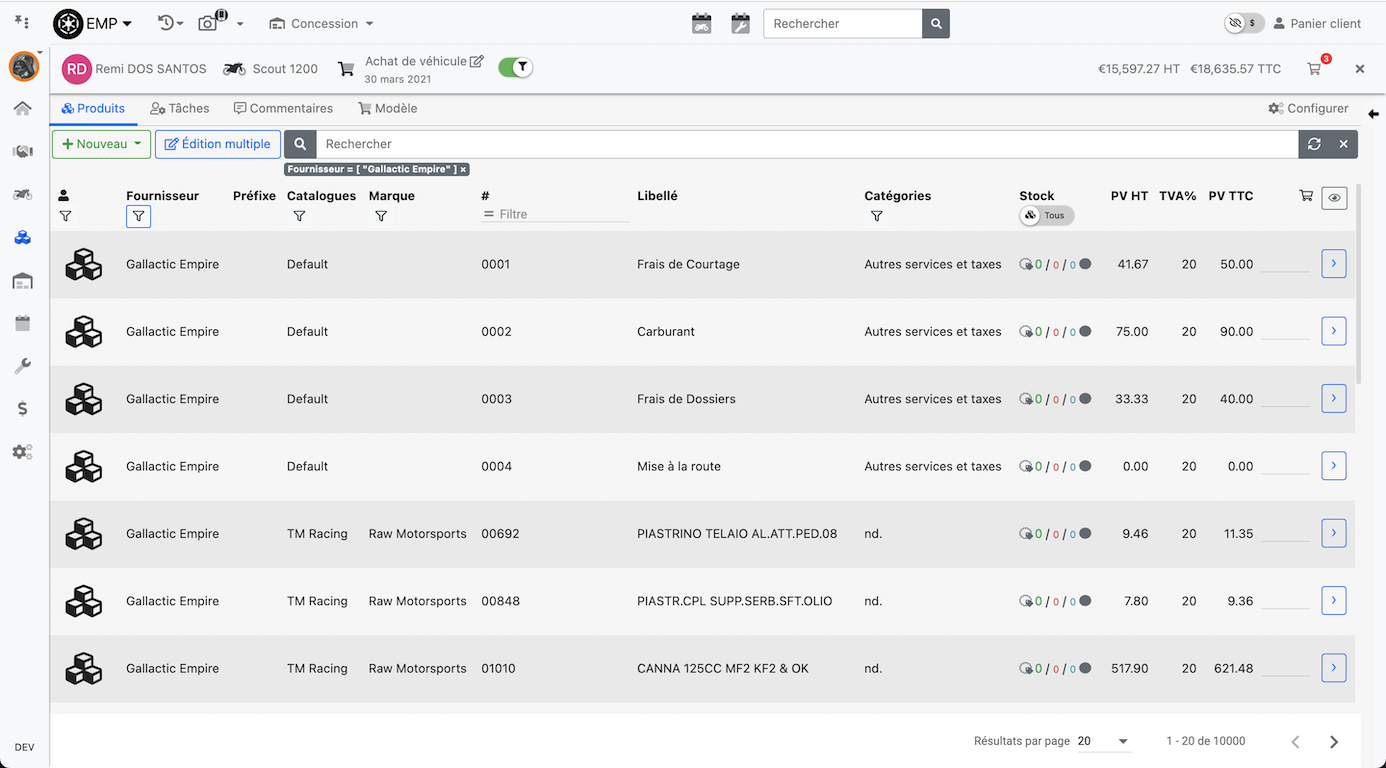 EMP
Concession
Rechercher
$
Panier client
RD
Remi DOS SANTOS
Scout 1200
Achat de véhicule
30 mars 2021
€15,597.27 HT
€18,635.57 TTC
3
Produits
Tâches
Commentaires
Modèle
Configurer
Nouveau
Édition multiple
Rechercher
Fournisseur = [ "Gallactic Empire" ] ×
Fournisseur Préfixe Catalogues Marque # Libellé Catégories Stock PV HT TVA% PV TTC
= Filtre
Tous
Gallactic Empire Default 0001 Frais de Courtage Autres services et taxes 0 / 0 / 0 41.67 20 50.00
Gallactic Empire Default 0002 Carburant Autres services et taxes 0 / 0 / 0 75.00 20 90.00
Gallactic Empire Default 0003 Frais de Dossiers Autres services et taxes 0 / 0 / 0 33.33 20 40.00
Gallactic Empire Default 0004 Mise à la route Autres services et taxes 0 / 0 / 0 0.00 20 0.00
Gallactic Empire TM Racing Raw Motorsports 00692 PIASTRINO TELAIO AL.ATT.PED.08 nd. 0 / 0 / 0 9.46 20 11.35
Gallactic Empire TM Racing Raw Motorsports 00848 PIASTR.CPL SUPP.SERB.SFT.OLIO nd. 0 / 0 / 0 7.80 20 9.36
Gallactic Empire TM Racing Raw Motorsports 01010 CANNA 125CC MF2 KF2 & OK nd. 0 / 0 / 0 517.90 20 621.48
Résultats par page 20 1 - 20 de 10000
DEV